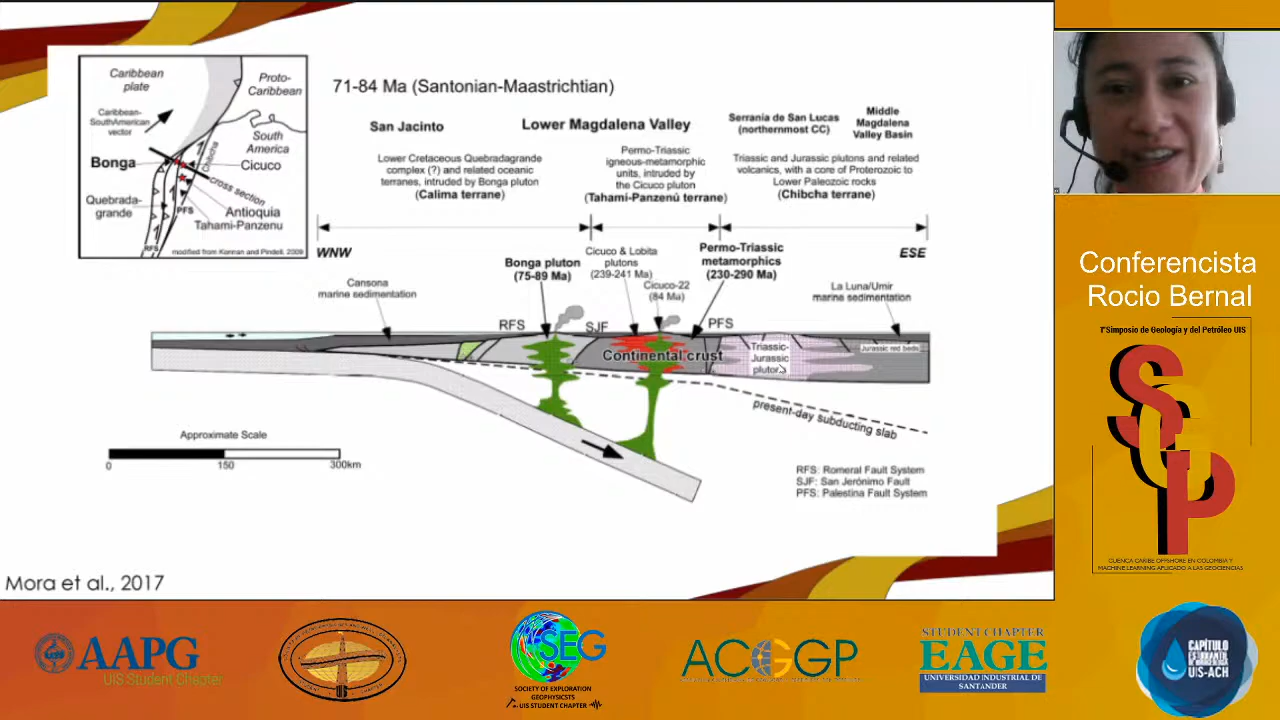 Caribbean
plate
Proto-
Caribbean
Caribbean-
SouthAmerican
vector
South
America
Bonga
Chibcha
Cicuco
cross section
Quebrada-
grande
PFS
Antioquia
Tahami-Panzenu
RFS
modified from Kennan and Pindell, 2009
71-84 Ma (Santonian-Maastrichtian)
San Jacinto
Lower Magdalena Valley
Serranía de San Lucas
(northernmost CC)
Middle
Magdalena
Valley Basin
Lower Cretaceous Quebradagrande
complex (?) and related oceanic
terranes, intruded by Bonga pluton
(Calima terrane)
Permo-Triassic
igneous-metamorphic
units, intruded by
the Cicuco pluton
(Tahamí-Panzenú terrane)
Triassic and Jurassic plutons and related
volcanics, with a core of Proterozoic to
Lower Paleozoic rocks
(Chibcha terrane)
WNW
ESE
Cansona
marine sedimentation
Bonga pluton
(75-89 Ma)
Cicuco & Lobita
plutons
(239-241 Ma)
Cicuco-22
(84 Ma)
Permo-Triassic
metamorphics
(230-290 Ma)
La Luna/Umir
marine sedimentation
RFS
SJF
PFS
Continental crust
Triassic-
Jurassic
plutons
Jurassic red beds
present-day subducting slab
Approximate Scale
0
150
300km
RFS: Romeral Fault System
SJF: San Jerónimo Fault
PFS: Palestina Fault System
Mora et al., 2017
Conferencista
Rocio Bernal
1°Simposio de Geología y del Petróleo UIS
SGP
CUENCA CARIBE OFFSHORE EN COLOMBIA Y
MACHINE LEARNING APLICADO A LAS GEOCIENCIAS
AAPG
UIS Student Chapter
SEG
SOCIETY OF EXPLORATION
GEOPHYSICSTS
UIS STUDENT CHAPTER
ACGGP
STUDENT CHAPTER
EAGE
UNIVERSIDAD INDUSTRIAL DE
SANTANDER
CAPÍTULO
ESTUDIANTIL
DE HIDROGEOLOGÍA
UIS-ACH